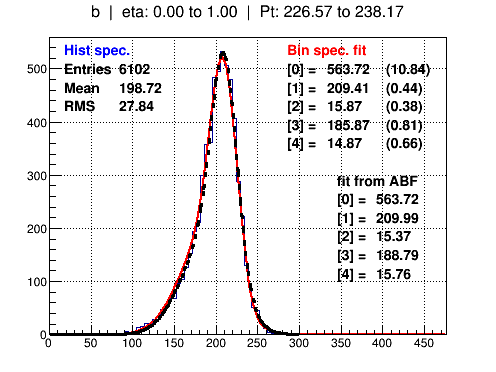 b | eta: 0.00 to 1.00 | Pt: 226.57 to 238.17
Hist spec.
Entries 6102
Mean 198.72
RMS 27.84
Bin spec. fit
[0] = 563.72 (10.84)
[1] = 209.41 (0.44)
[2] = 15.87 (0.38)
[3] = 185.87 (0.81)
[4] = 14.87 (0.66)
fit from ABF
[0] = 563.72
[1] = 209.99
[2] = 15.37
[3] = 188.79
[4] = 15.76
500
400
300
200
100
0
0 50 100 150 200 250 300 350 400 450